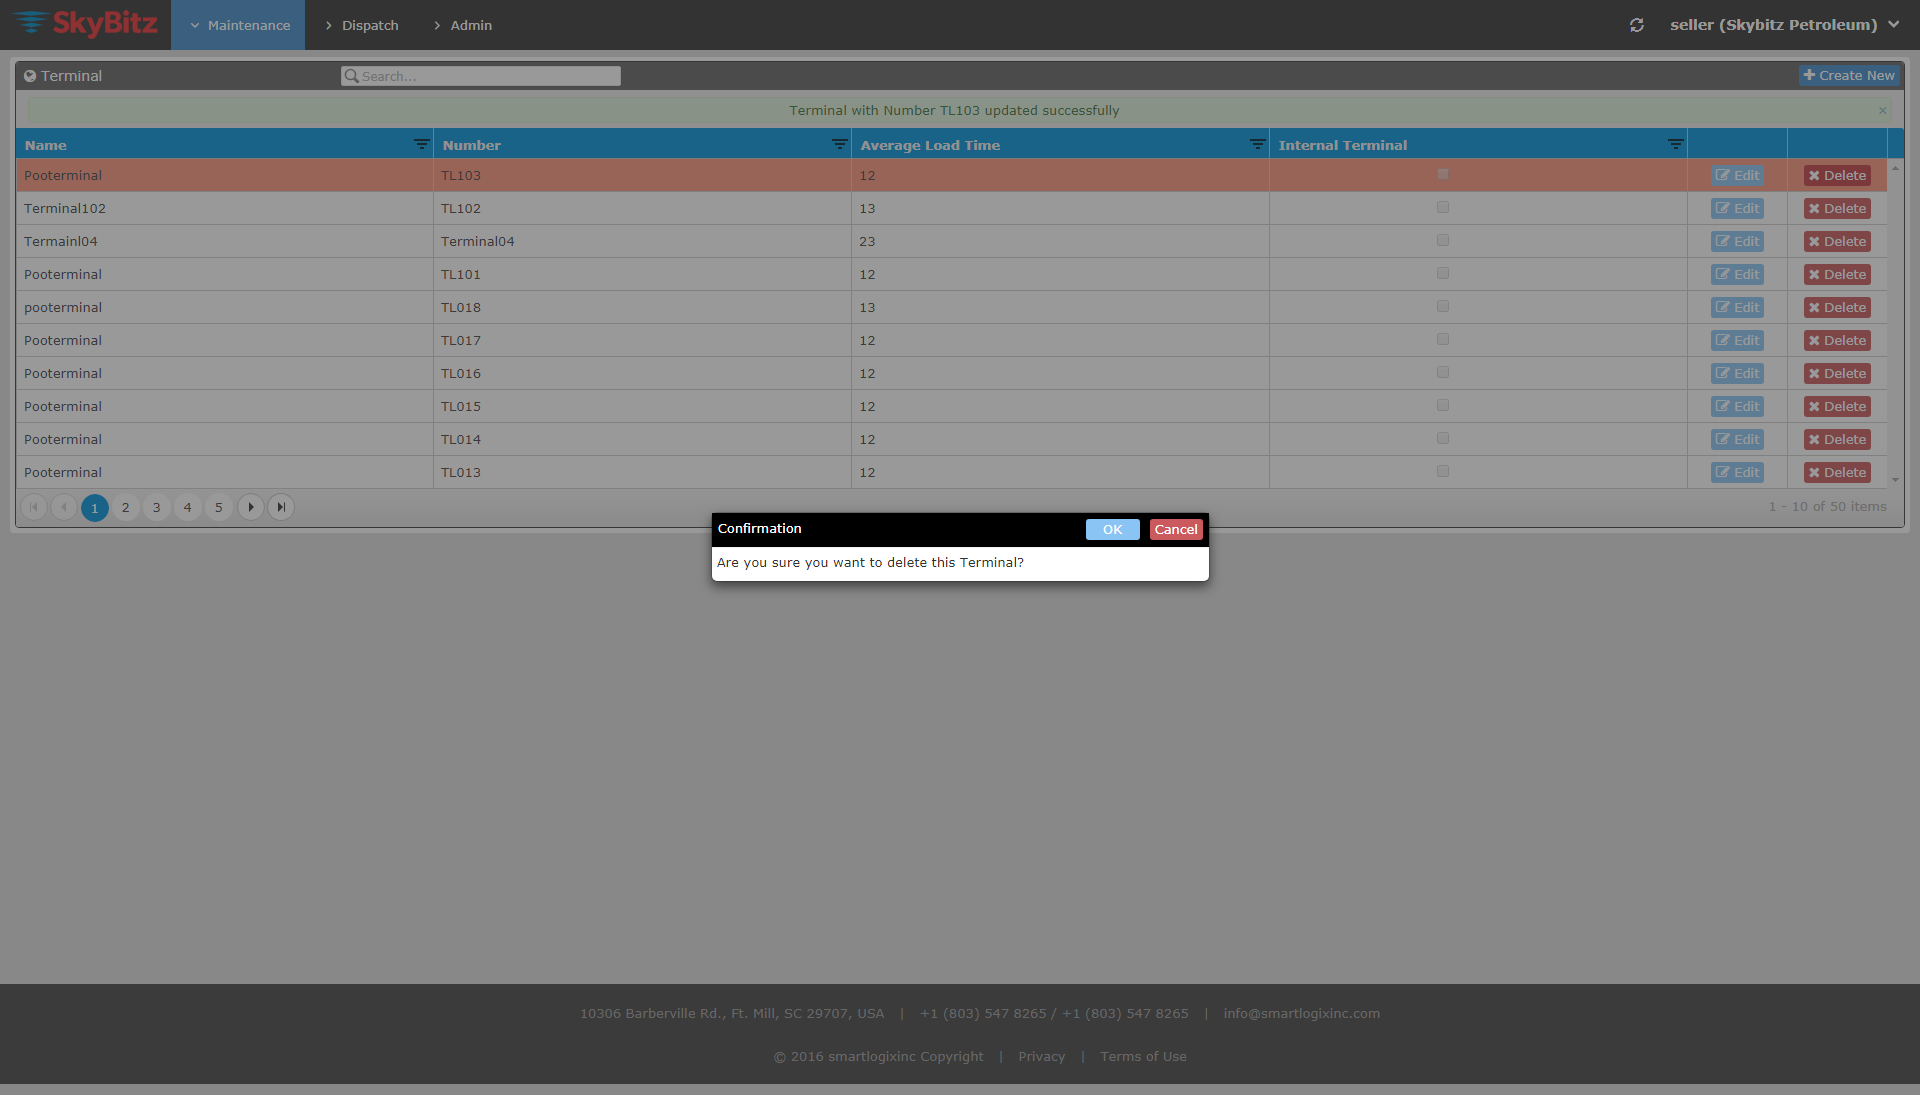 SkyBitz Maintenance Dispatch Admin seller (Skybitz Petroleum)
Terminal Search... Create New
Terminal with Number TL103 updated successfully ×
Name Number Average Load Time Internal Terminal
Pooterminal TL103 12 Edit Delete
Terminal102 TL102 13 Edit Delete
Termainl04 Terminal04 23 Edit Delete
Pooterminal TL101 12 Edit Delete
pooterminal TL018 13 Edit Delete
Pooterminal TL017 12 Edit Delete
Pooterminal TL016 12 Edit Delete
Pooterminal TL015 12 Edit Delete
Pooterminal TL014 12 Edit Delete
Pooterminal TL013 12 Edit Delete
1 2 3 4 5 1 - 10 of 50 items
Confirmation OK Cancel
Are you sure you want to delete this Terminal?
10306 Barberville Rd., Ft. Mill, SC 29707, USA | +1 (803) 547 8265 / +1 (803) 547 8265 | info@smartlogixinc.com
© 2016 smartlogixinc Copyright | Privacy | Terms of Use